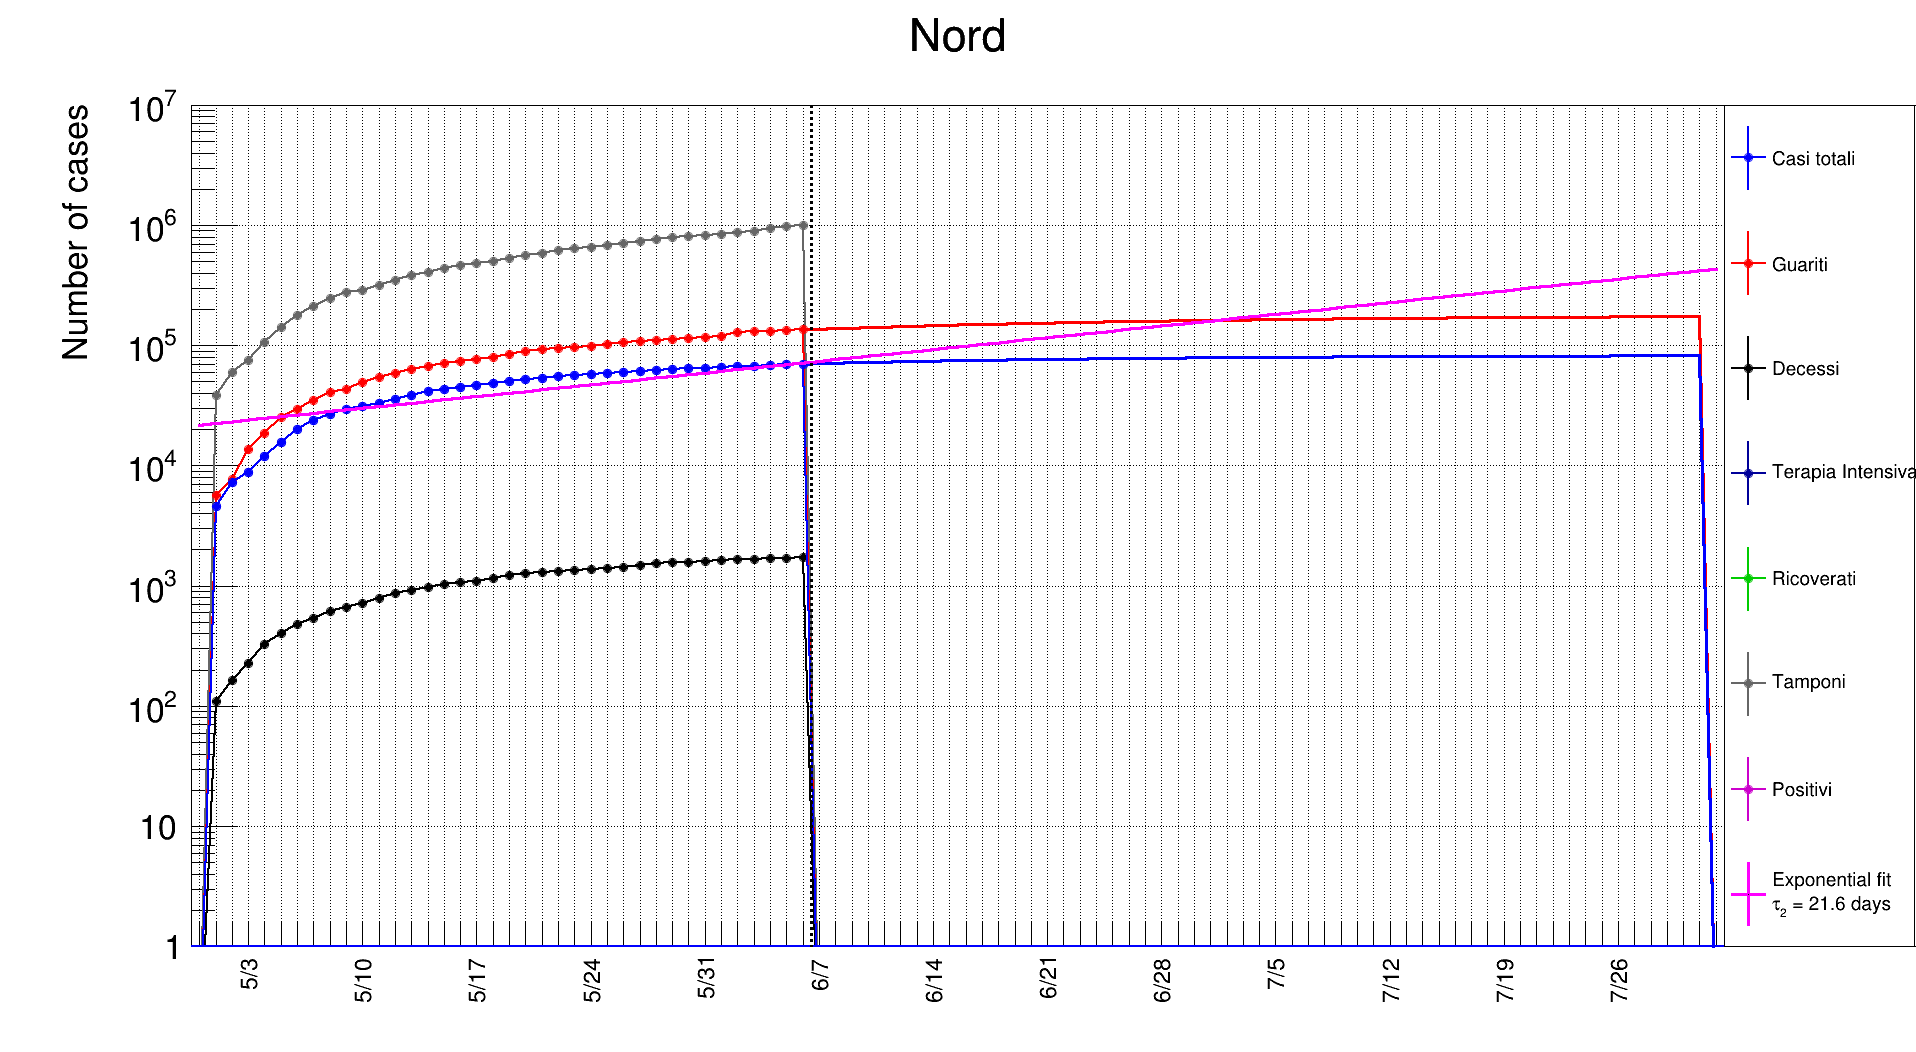 Nord
Number of cases
10^7
10^6
10^5
10^4
10^3
10^2
10
1
5/3
5/10
5/17
5/24
5/31
6/7
6/14
6/21
6/28
7/5
7/12
7/19
7/26
Casi totali
Guariti
Decessi
Terapia Intensiva
Ricoverati
Tamponi
Positivi
Exponential fit
τ₂ = 21.6 days